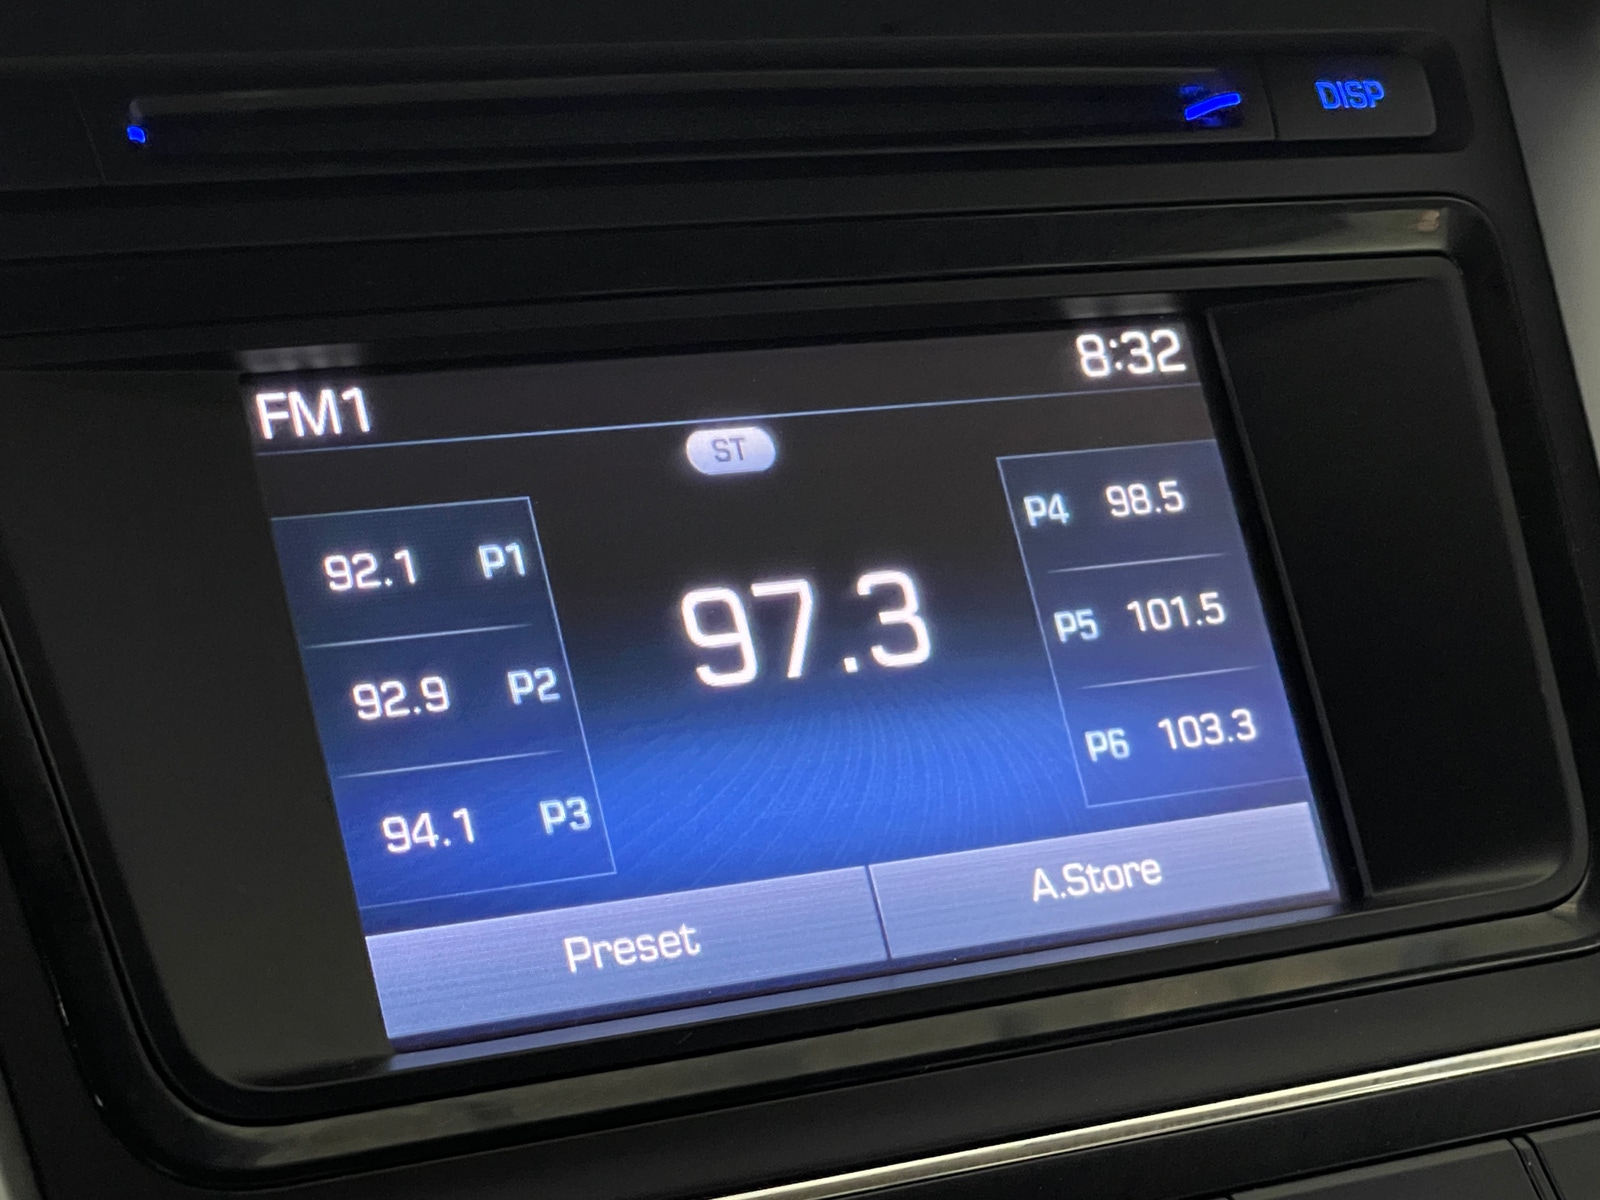 DISP
FM1 8:32
ST
92.1 P1
92.9 P2
94.1 P3
97.3
P4 98.5
P5 101.5
P6 103.3
Preset A.Store